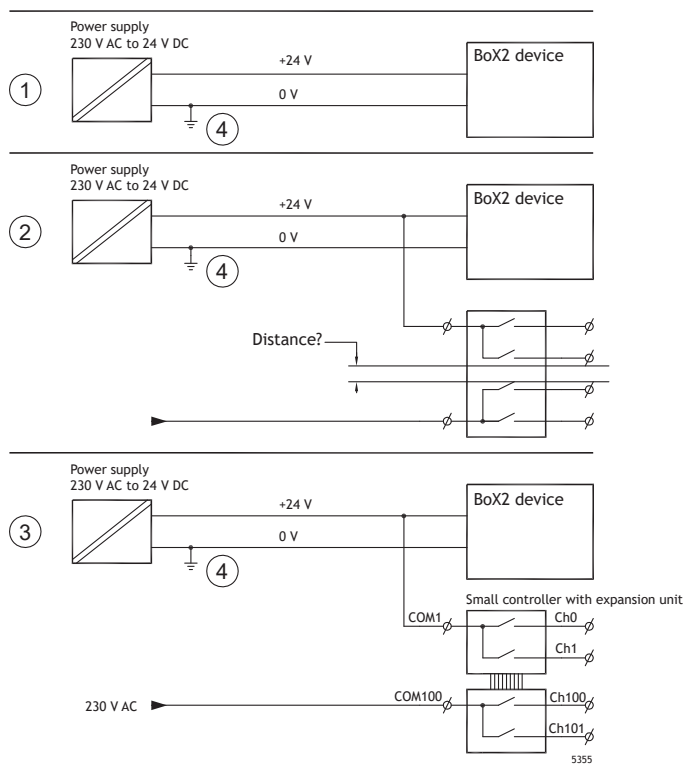 Power supply
230 V AC to 24 V DC
+24 V
BoX2 device
1
0 V
4
Power supply
230 V AC to 24 V DC
+24 V
BoX2 device
2
0 V
4
Distance?
Power supply
230 V AC to 24 V DC
+24 V
BoX2 device
3
0 V
4
Small controller with expansion unit
COM1
Ch0
Ch1
230 V AC
COM100
Ch100
Ch101
5355